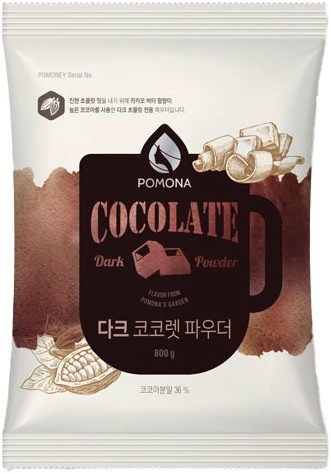 POMONEY Serial No.
진한 초콜릿 맛을 내기 위해 카카오 버터 함량이
높은 코코아를 사용한 다크 초콜릿 전용 파우더입니다.
POMONA
COCOLATE
Dark Powder
FLAVOR FROM
POMONA'S GARDEN
다크 코코렛 파우더
800 g
코코아분말 36 %